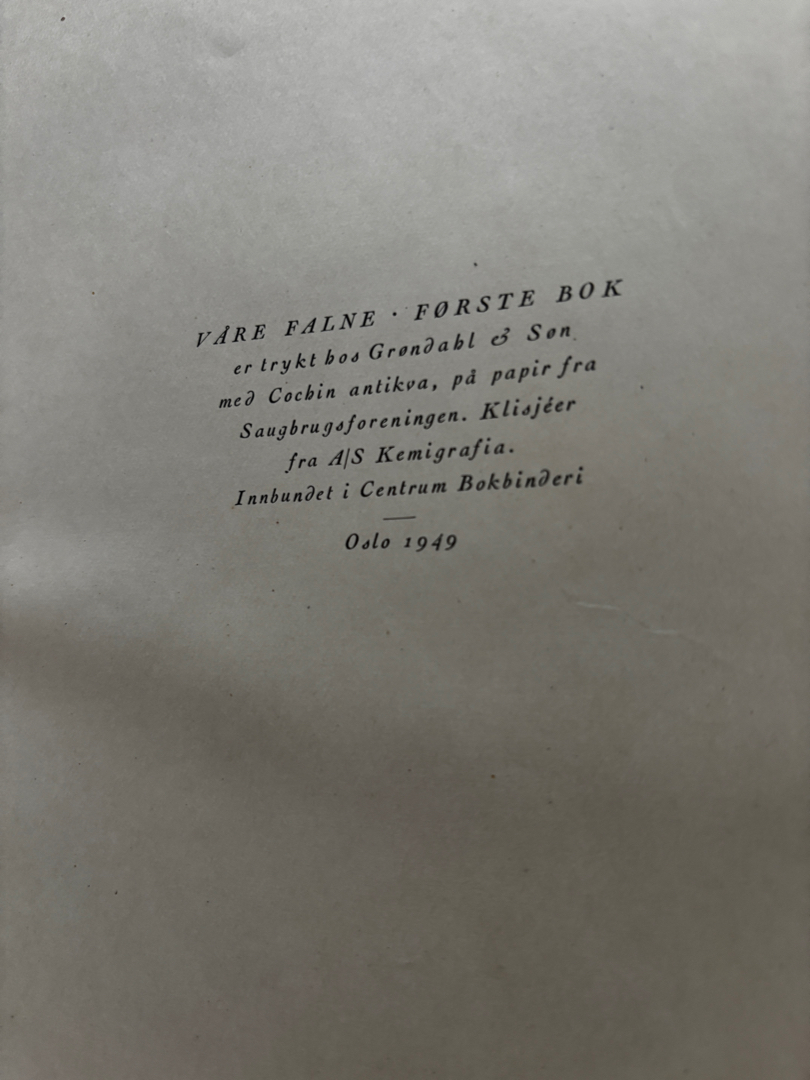 VÅRE FALNE · FØRSTE BOK
er trykt hos Grøndahl & Søn
med Cochin antikva, på papir fra
Saugbrugsforeningen. Klisjéer
fra A/S Kemigrafia.
Innbundet i Centrum Bokbinderi
Oslo 1949